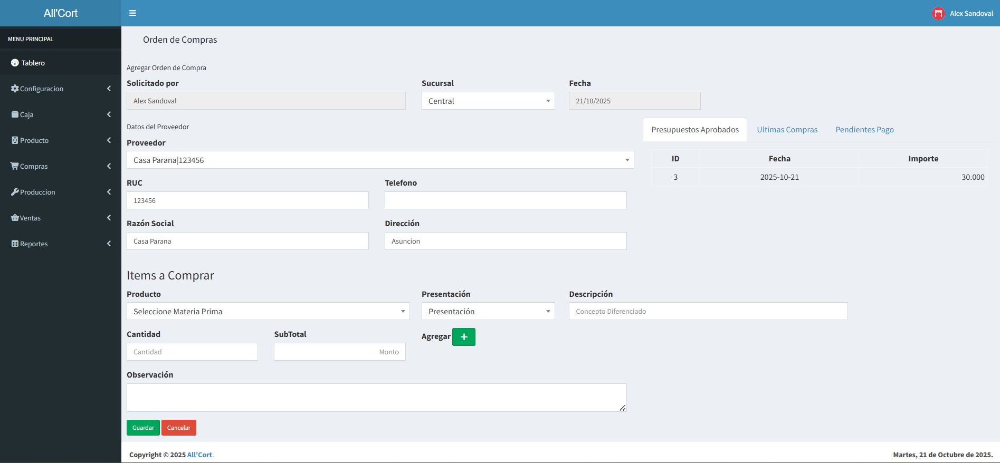 All'Cort
Alex Sandoval
MENU PRINCIPAL
Tablero
Configuracion
Caja
Producto
Compras
Produccion
Ventas
Reportes
Orden de Compras
Agregar Orden de Compra
Solicitado por Sucursal Fecha
Alex Sandoval Central 21/10/2025
Datos del Proveedor
Proveedor
Casa Parana|123456
RUC Telefono
123456
Razón Social Dirección
Casa Parana Asuncion
Presupuestos Aprobados Ultimas Compras Pendientes Pago
ID Fecha Importe
3 2025-10-21 30.000
Items a Comprar
Producto Presentación Descripción
Seleccione Materia Prima Presentación Concepto Diferenciado
Cantidad SubTotal Agregar +
Cantidad Monto
Observación
Guardar Cancelar
Copyright © 2025 All'Cort. Martes, 21 de Octubre de 2025.